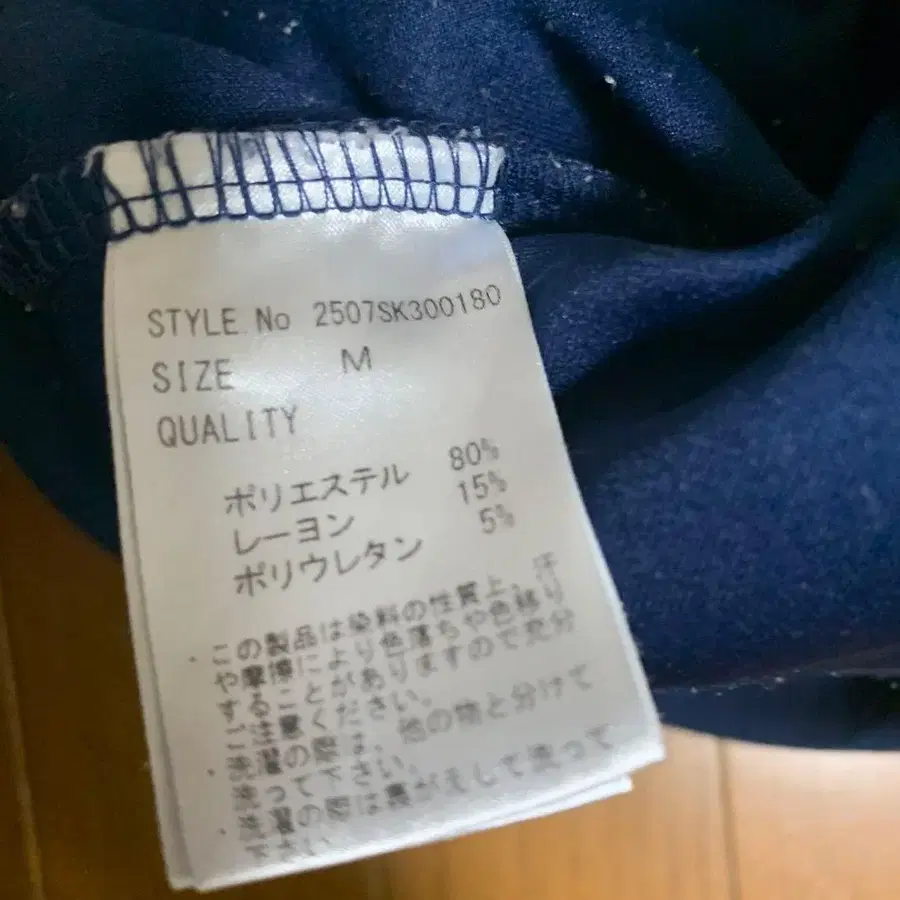 STYLE.No 2507SK300180
SIZE M
QUALITY
ポリエステル 80%
レーヨン 15%
ポリウレタン 5%
・この製品は染料の性質上、汗
や摩擦により色落ちや色移り
することがありますので充分
ご注意ください。
・洗濯の際は、他の物と分けて
洗って下さい。
・洗濯の際は裏がえして洗って
下さい